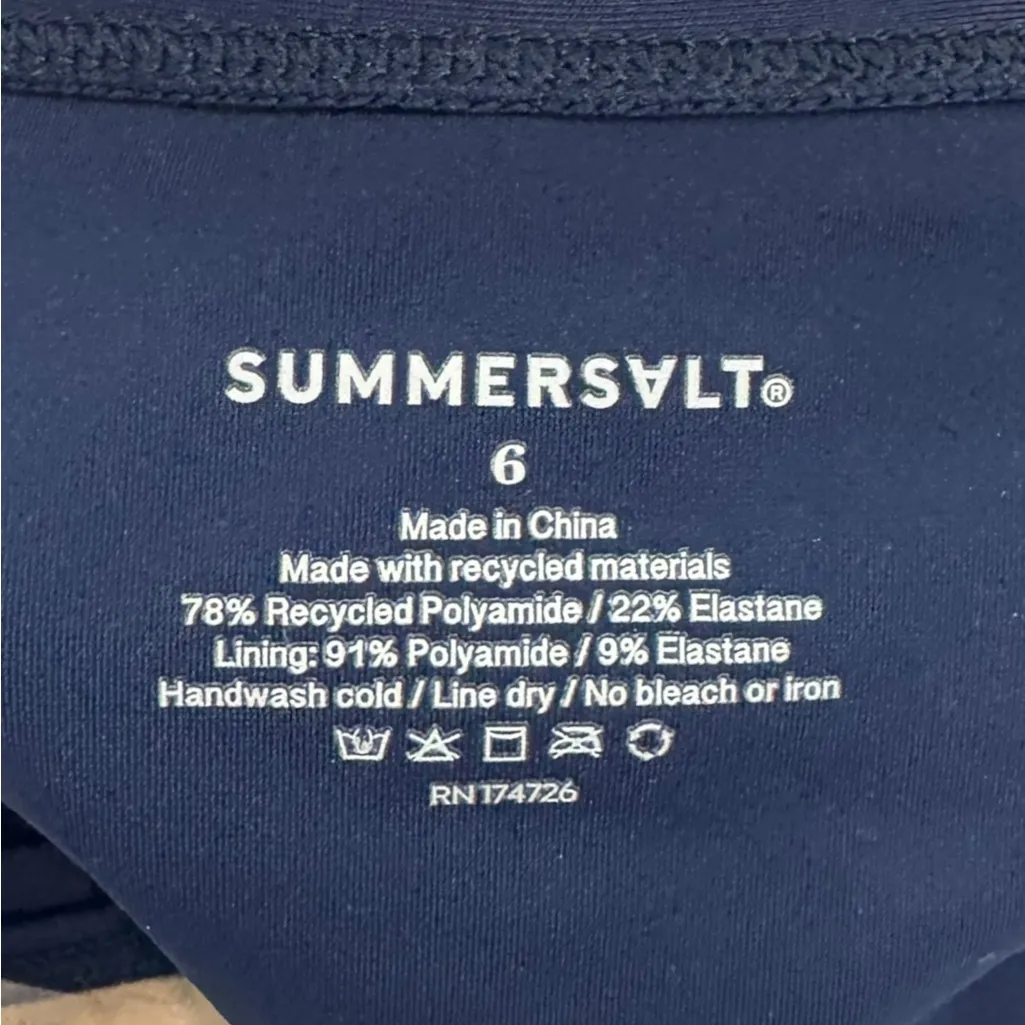 SUMMERSALT®
6
Made in China
Made with recycled materials
78% Recycled Polyamide / 22% Elastane
Lining: 91% Polyamide / 9% Elastane
Handwash cold / Line dry / No bleach or iron
RN 174726